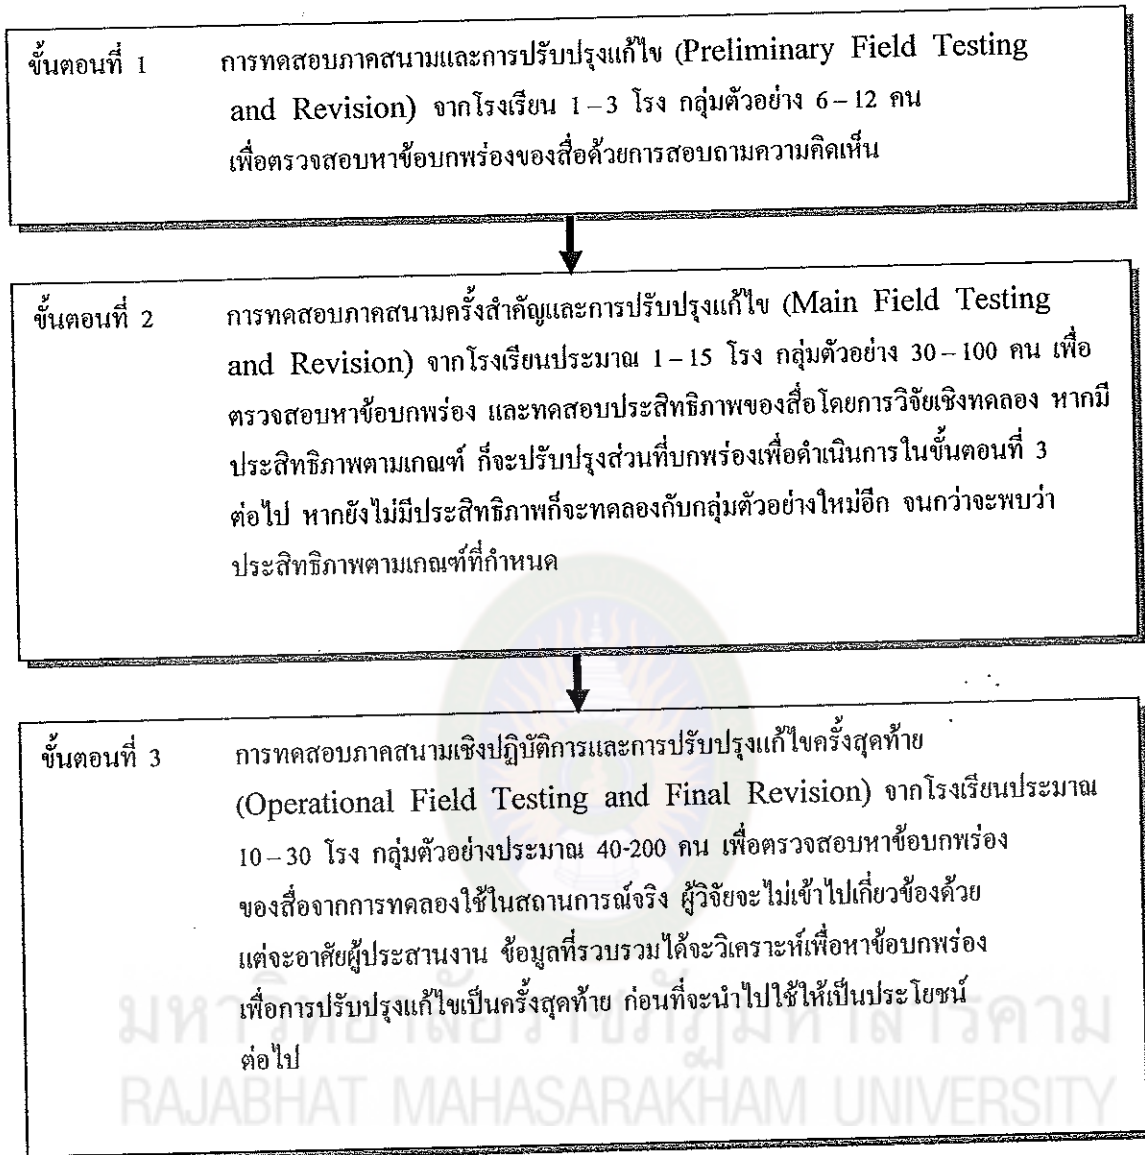 ขั้นตอนที่ 1 การทดสอบภาคสนามและการปรับปรุงแก้ไข (Preliminary Field Testing
and Revision) จากโรงเรียน 1–3 โรง กลุ่มตัวอย่าง 6–12 คน
เพื่อตรวจสอบหาข้อบกพร่องของสื่อด้วยการสอบถามความคิดเห็น
ขั้นตอนที่ 2 การทดสอบภาคสนามครั้งสำคัญและการปรับปรุงแก้ไข (Main Field Testing
and Revision) จากโรงเรียนประมาณ 1–15 โรง กลุ่มตัวอย่าง 30–100 คน เพื่อ
ตรวจสอบหาข้อบกพร่อง และทดสอบประสิทธิภาพของสื่อโดยการวิจัยเชิงทดลอง หากมี
ประสิทธิภาพตามเกณฑ์ ก็จะปรับปรุงส่วนที่บกพร่องเพื่อดำเนินการในขั้นตอนที่ 3
ต่อไป หากยังไม่มีประสิทธิภาพก็จะทดลองกับกลุ่มตัวอย่างใหม่อีก จนกว่าจะพบว่า
ประสิทธิภาพตามเกณฑ์ที่กำหนด
ขั้นตอนที่ 3 การทดสอบภาคสนามเชิงปฏิบัติการและการปรับปรุงแก้ไขครั้งสุดท้าย
(Operational Field Testing and Final Revision) จากโรงเรียนประมาณ
10–30 โรง กลุ่มตัวอย่างประมาณ 40-200 คน เพื่อตรวจสอบหาข้อบกพร่อง
ของสื่อจากการทดลองใช้ในสถานการณ์จริง ผู้วิจัยจะไม่เข้าไปเกี่ยวข้องด้วย
แต่จะอาศัยผู้ประสานงาน ข้อมูลที่รวบรวมได้จะวิเคราะห์เพื่อหาข้อบกพร่อง
เพื่อการปรับปรุงแก้ไขเป็นครั้งสุดท้าย ก่อนที่จะนำไปใช้ให้เป็นประโยชน์
ต่อไป
มหาวิทยาลัยราชภัฏมหาสารคาม
RAJABHAT MAHASARAKHAM UNIVERSITY